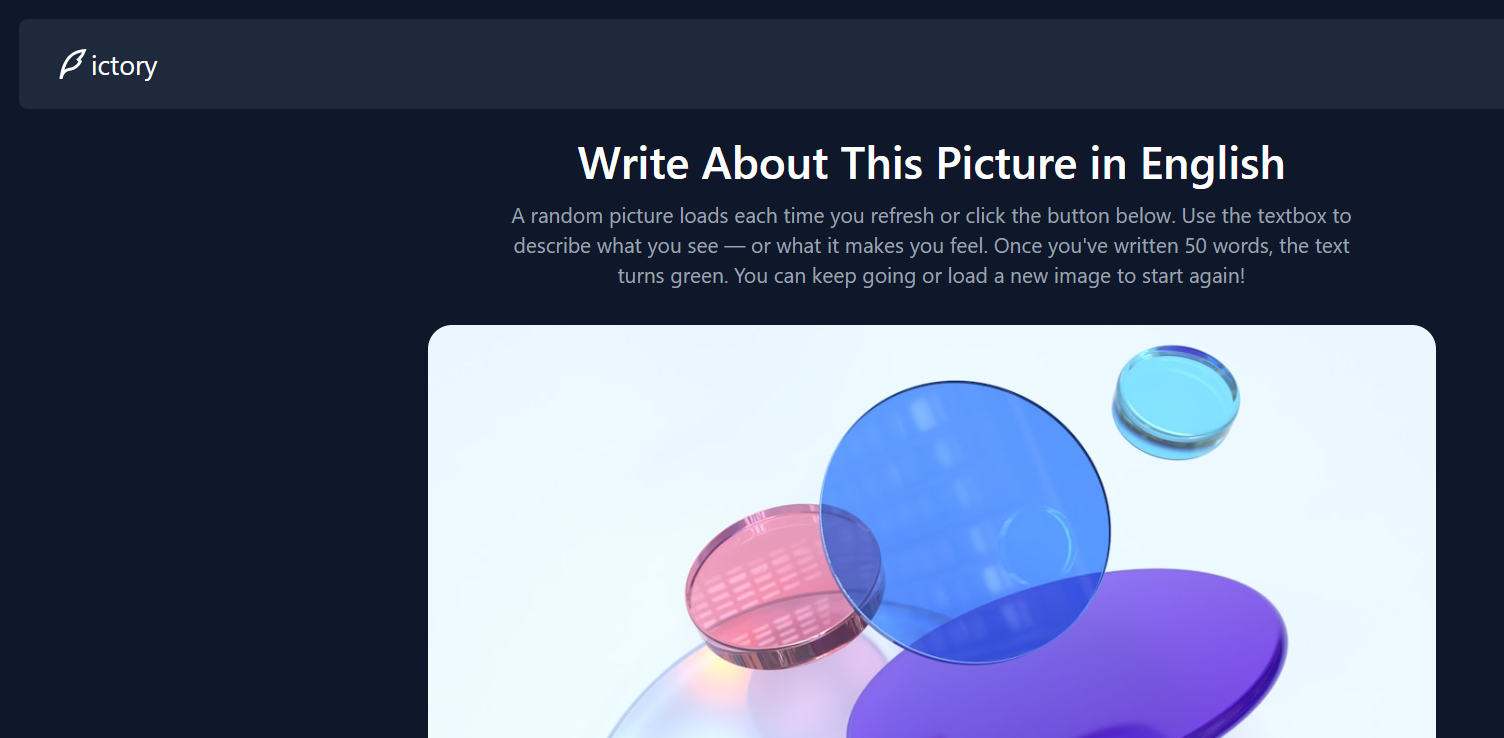 ictory
Write About This Picture in English
A random picture loads each time you refresh or click the button below. Use the textbox to
describe what you see — or what it makes you feel. Once you've written 50 words, the text
turns green. You can keep going or load a new image to start again!